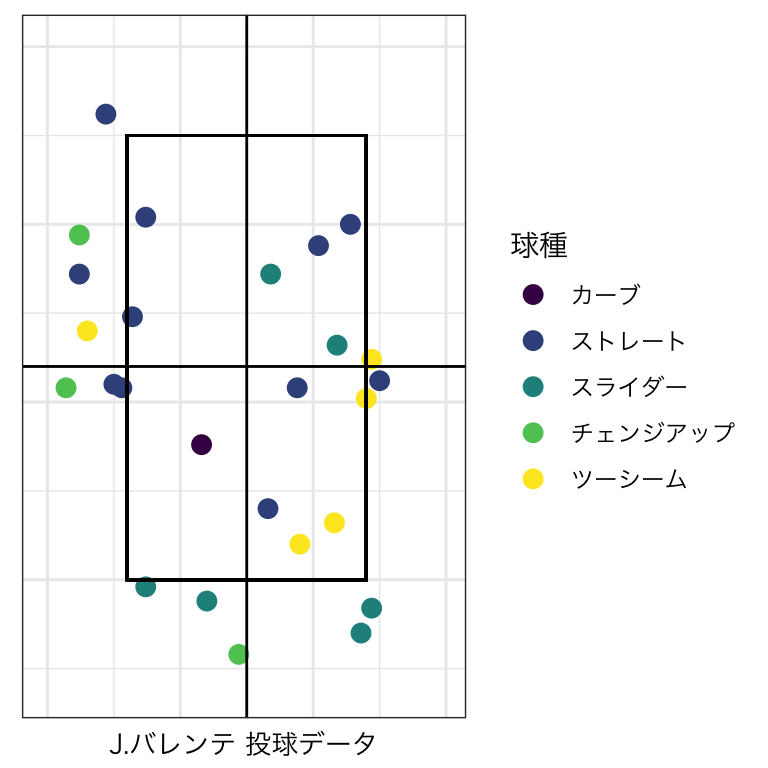 球種
カーブ
ストレート
スライダー
チェンジアップ
ツーシーム
J.バレンテ 投球データ